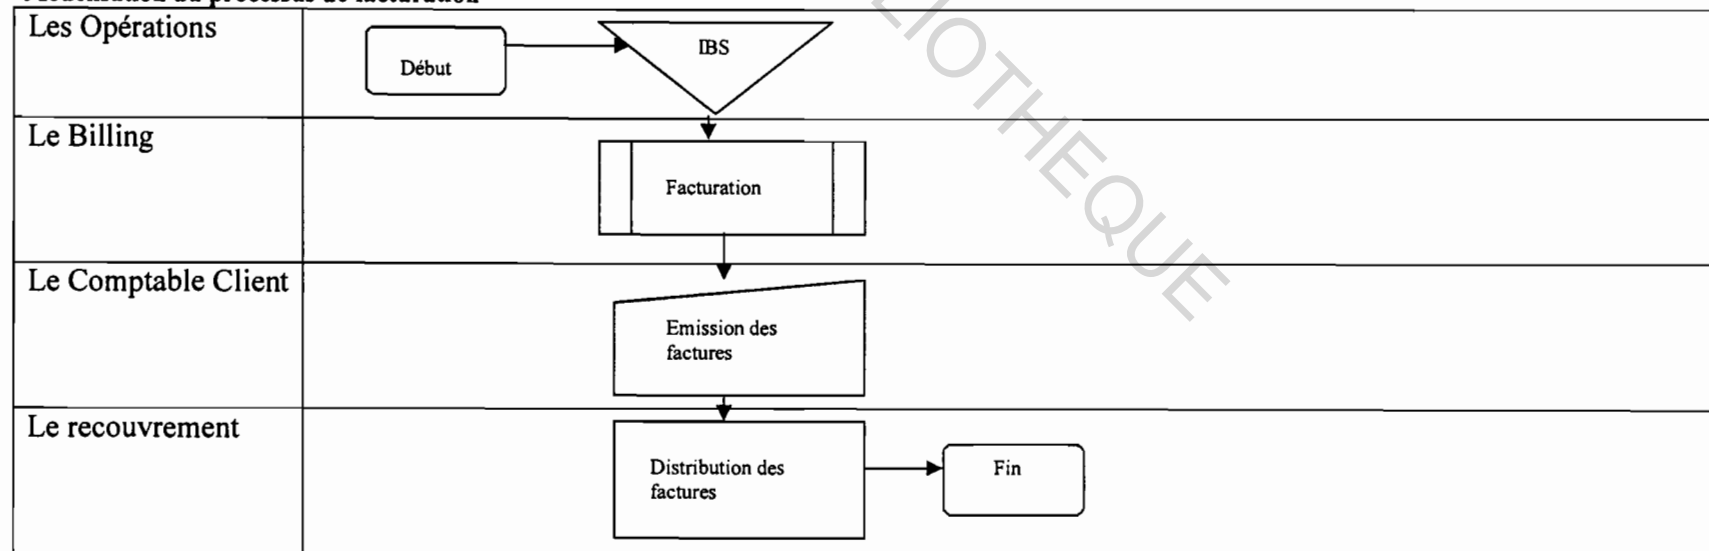 Les Opérations
Début
IBS
Le Billing
Facturation
Le Comptable Client
Emission des
factures
Le recouvrement
Distribution des
factures
Fin
LIOTHEQUE